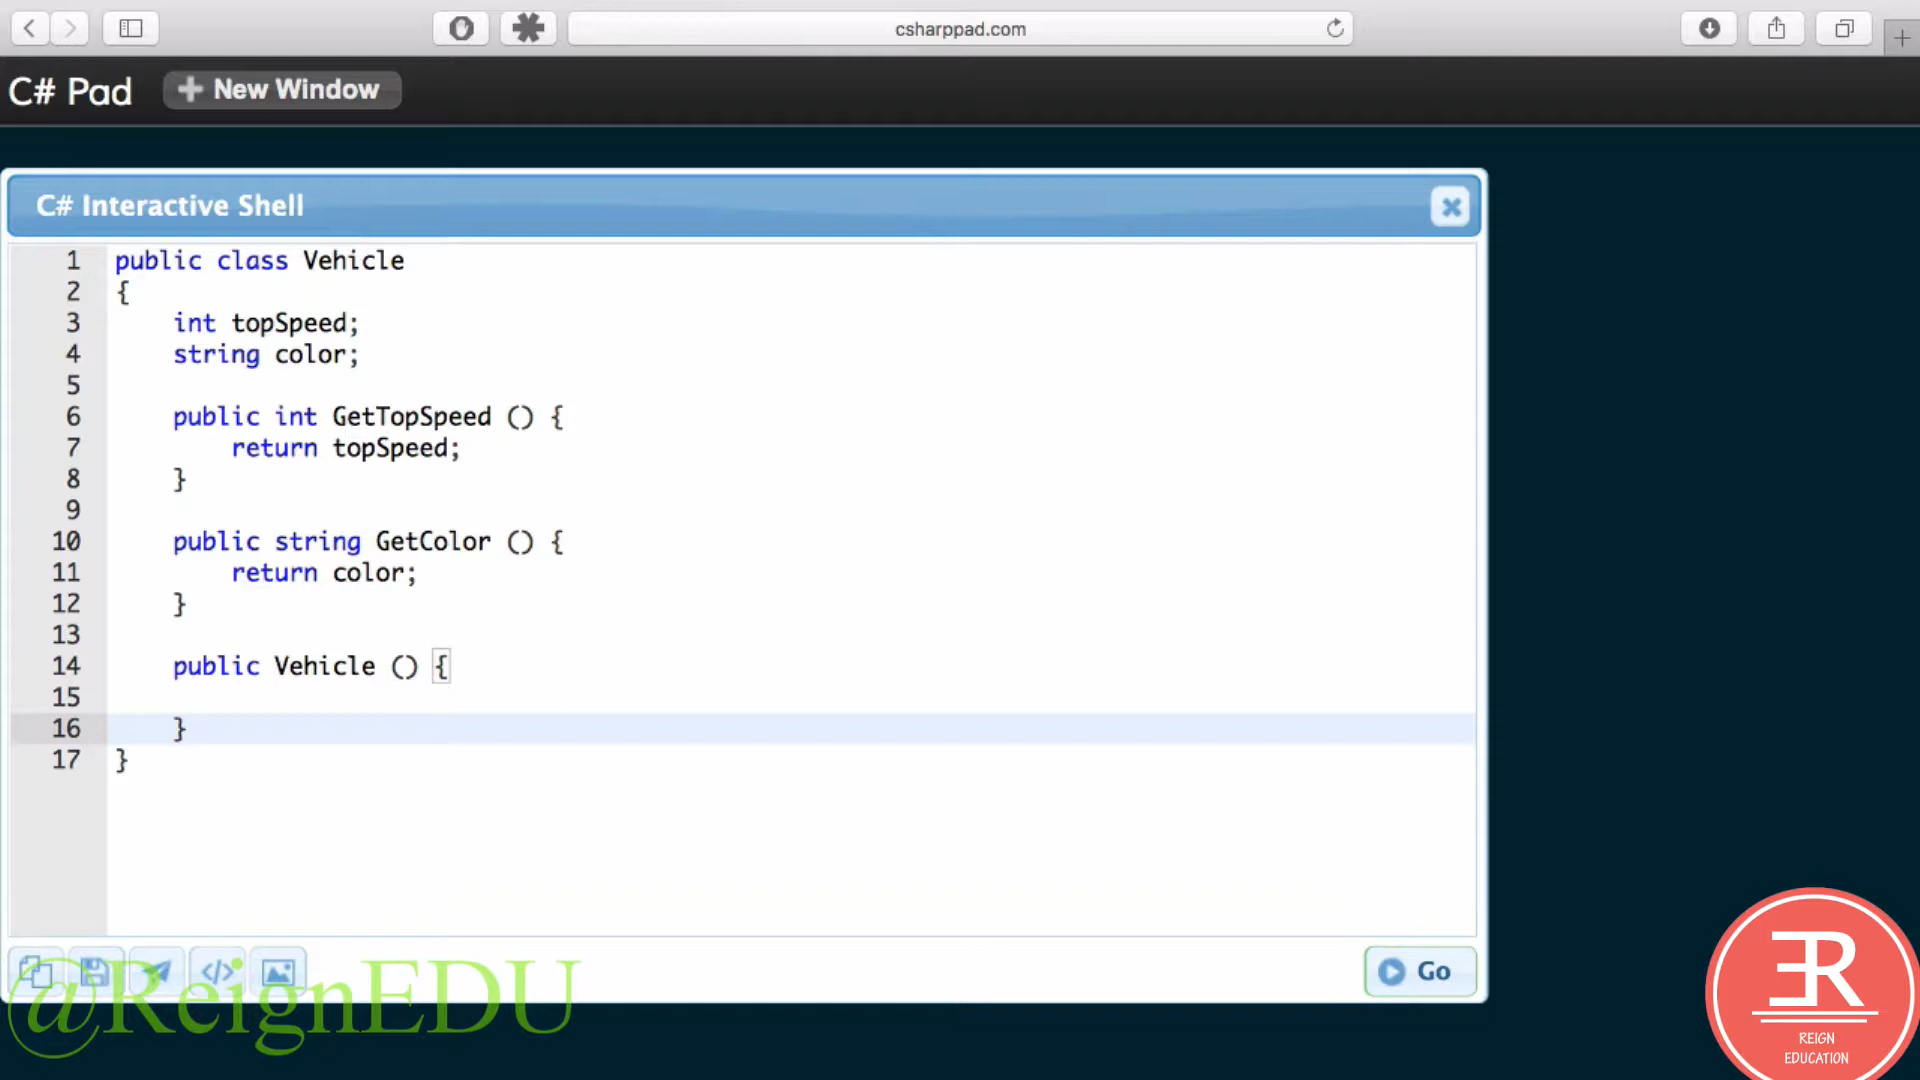 csharppad.com
C# Pad
New Window
C# Interactive Shell
1 public class Vehicle
2 {
3 int topSpeed;
4 string color;
5
6 public int GetTopSpeed () {
7 return topSpeed;
8 }
9
10 public string GetColor () {
11 return color;
12 }
13
14 public Vehicle () {
15
16 }
17 }
Go
@ReignEDU
ER
REIGN
EDUCATION